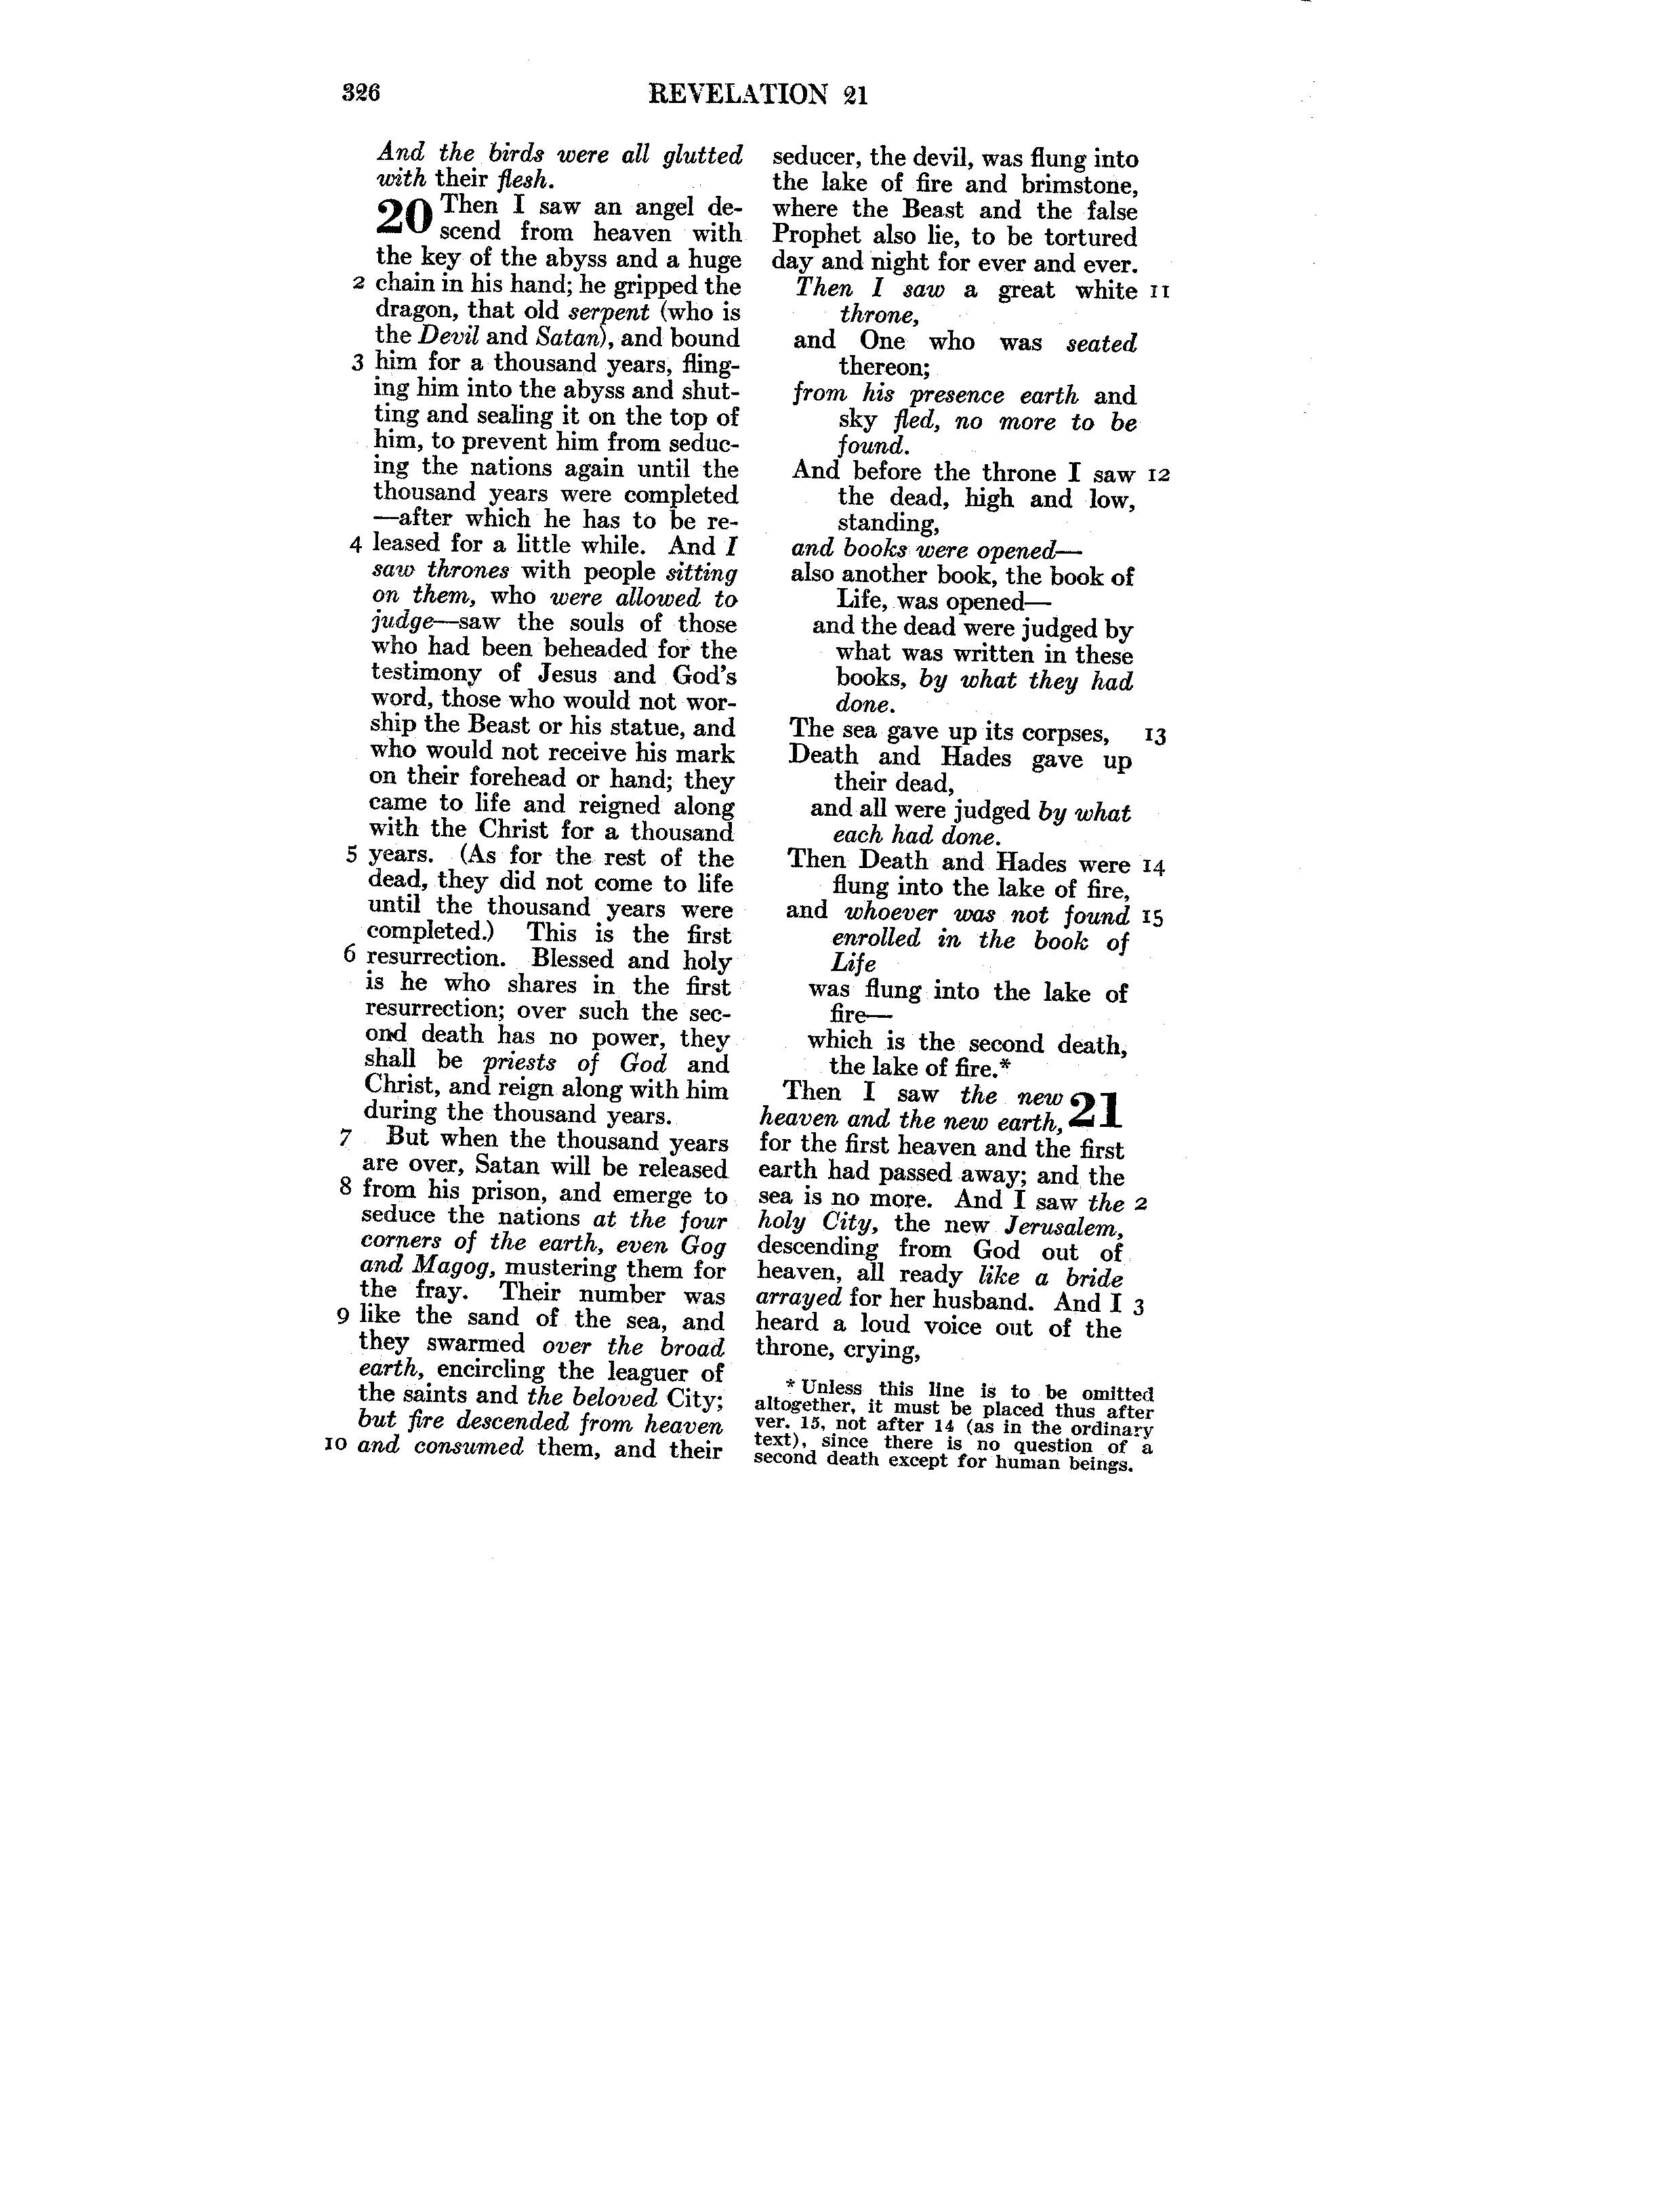 326 REVELATION 21
And the birds were all glutted
with their flesh.
20 Then I saw an angel de-
scend from heaven with
the key of the abyss and a huge
2 chain in his hand; he gripped the
dragon, that old serpent (who is
the Devil and Satan), and bound
3 him for a thousand years, fling-
ing him into the abyss and shut-
ting and sealing it on the top of
him, to prevent him from seduc-
ing the nations again until the
thousand years were completed
—after which he has to be re-
4 leased for a little while. And I
saw thrones with people sitting
on them, who were allowed to
judge—saw the souls of those
who had been beheaded for the
testimony of Jesus and God's
word, those who would not wor-
ship the Beast or his statue, and
who would not receive his mark
on their forehead or hand; they
came to life and reigned along
with the Christ for a thousand
5 years. (As for the rest of the
dead, they did not come to life
until the thousand years were
completed.) This is the first
6 resurrection. Blessed and holy
is he who shares in the first
resurrection; over such the sec-
ond death has no power, they
shall be priests of God and
Christ, and reign along with him
during the thousand years.
7 But when the thousand years
are over, Satan will be released
8 from his prison, and emerge to
seduce the nations at the four
corners of the earth, even Gog
and Magog, mustering them for
the fray. Their number was
9 like the sand of the sea, and
they swarmed over the broad
earth, encircling the leaguer of
the saints and the beloved City;
but fire descended from heaven
10 and consumed them, and their
seducer, the devil, was flung into
the lake of fire and brimstone,
where the Beast and the false
Prophet also lie, to be tortured
day and night for ever and ever.
Then I saw a great white 11
throne,
and One who was seated
thereon;
from his presence earth and
sky fled, no more to be
found.
And before the throne I saw 12
the dead, high and low,
standing,
and books were opened—
also another book, the book of
Life, was opened—
and the dead were judged by
what was written in these
books, by what they had
done.
The sea gave up its corpses, 13
Death and Hades gave up
their dead,
and all were judged by what
each had done.
Then Death and Hades were 14
flung into the lake of fire,
and whoever was not found 15
enrolled in the book of
Life
was flung into the lake of
fire—
which is the second death,
the lake of fire.*
Then I saw the new 21
heaven and the new earth,
for the first heaven and the first
earth had passed away; and the
sea is no more. And I saw the 2
holy City, the new Jerusalem,
descending from God out of
heaven, all ready like a bride
arrayed for her husband. And I 3
heard a loud voice out of the
throne, crying,
* Unless this line is to be omitted
altogether, it must be placed thus after
ver. 15, not after 14 (as in the ordinary
text), since there is no question of a
second death except for human beings.